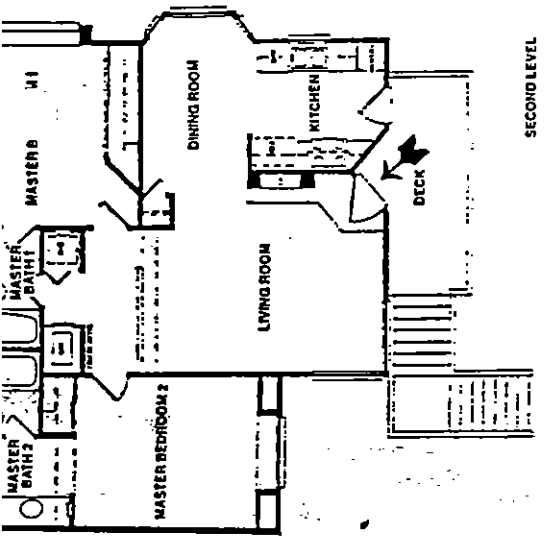 MASTER B
MASTER
BATH 1
MASTER
BATH 2
MASTER BEDROOM 2
LIVING ROOM
DINING ROOM
KITCHEN
DECK
SECOND LEVEL